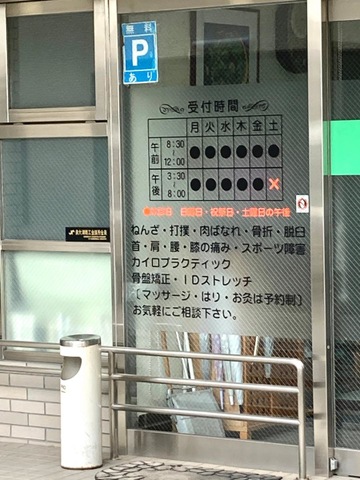 無料
P
あり
受付時間
月 火 水 木 金 土
午前 8:30～12:00 ● ● ● ● ● ●
午後 3:30～8:00 ● ● ● ● ● ×
日曜日・祝祭日・土曜日の午後
ねんざ・打撲・肉ばなれ・骨折・脱臼
首・肩・腰・膝の痛み・スポーツ障害
カイロプラクティック
骨盤矯正・IDストレッチ
〔マッサージ・はり・お灸は予約制〕
お気軽にご相談下さい。